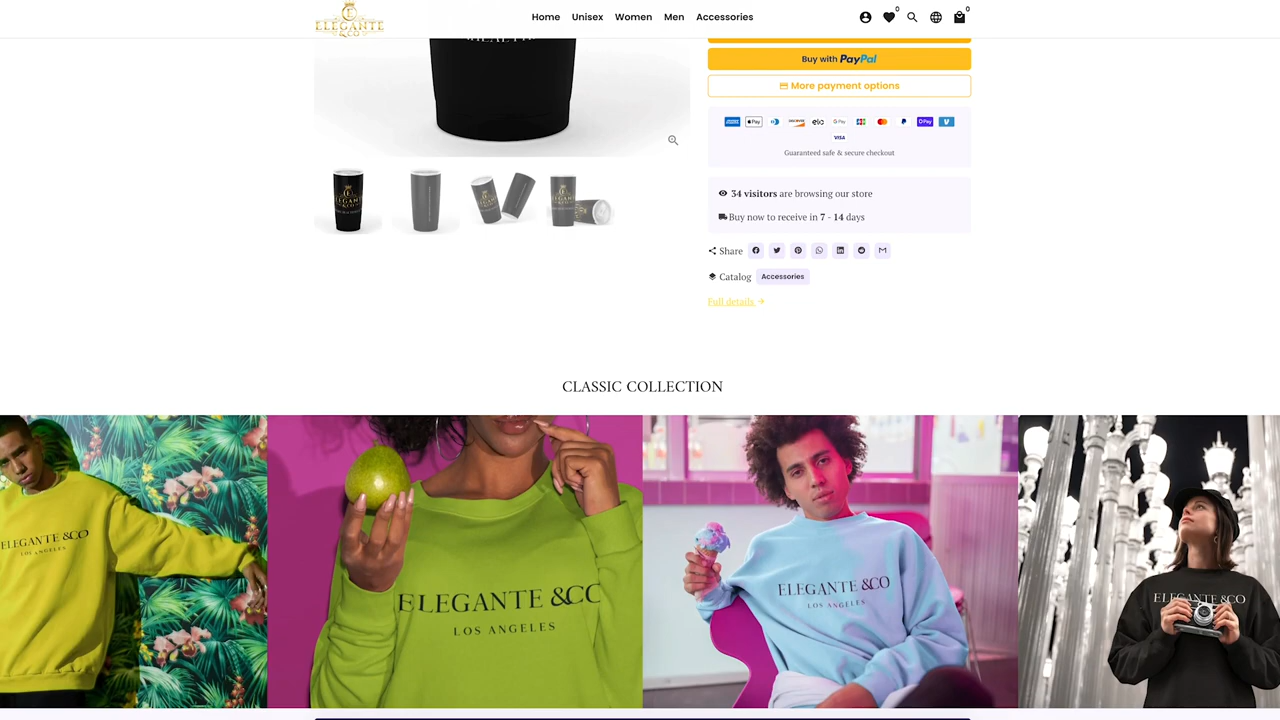 ELEGANTE
&CO
Home Unisex Women Men Accessories
0
0
Buy with PayPal
More payment options
Guaranteed safe & secure checkout
34 visitors are browsing our store
Buy now to receive in 7 - 14 days
Share
Catalog Accessories
Full details
CLASSIC COLLECTION
ELEGANTE &CO
LOS ANGELES
ELEGANTE &CO
LOS ANGELES
ELEGANTE &CO
LOS ANGELES
ELEGANTE &CO